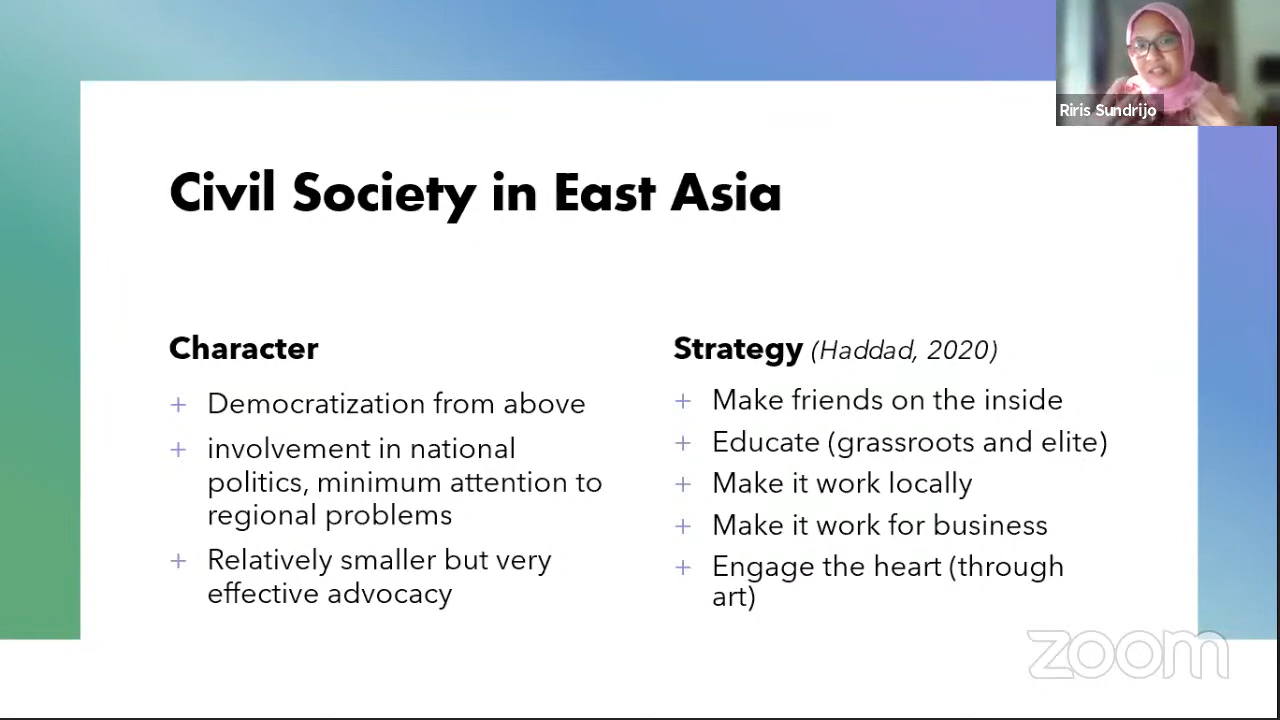 Riris Sundrijo
Civil Society in East Asia
Character
+ Democratization from above
+ involvement in national
politics, minimum attention to
regional problems
+ Relatively smaller but very
effective advocacy
Strategy (Haddad, 2020)
+ Make friends on the inside
+ Educate (grassroots and elite)
+ Make it work locally
+ Make it work for business
+ Engage the heart (through
art)
zoom